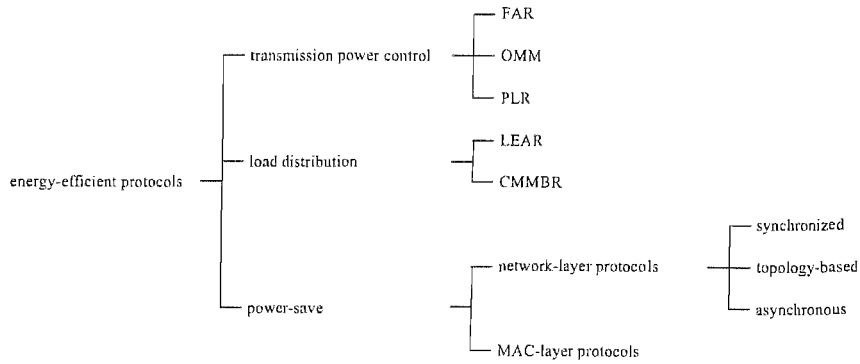 energy-efficient protocols
transmission power control
FAR
OMM
PLR
load distribution
LEAR
CMMBR
power-save
network-layer protocols
synchronized
topology-based
asynchronous
MAC-layer protocols